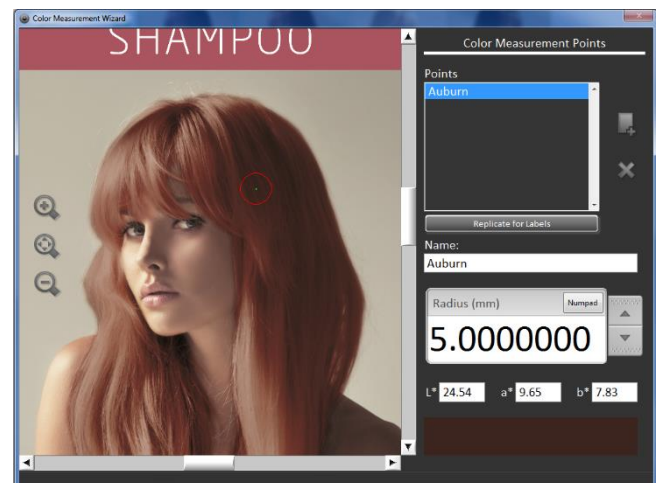 Color Measurement Wizard
SHAMPOO
Color Measurement Points
Points
Auburn
Replicate for Labels
Name:
Auburn
Radius (mm)
Numpad
5.0000000
L* 24.54 a* 9.65 b* 7.83